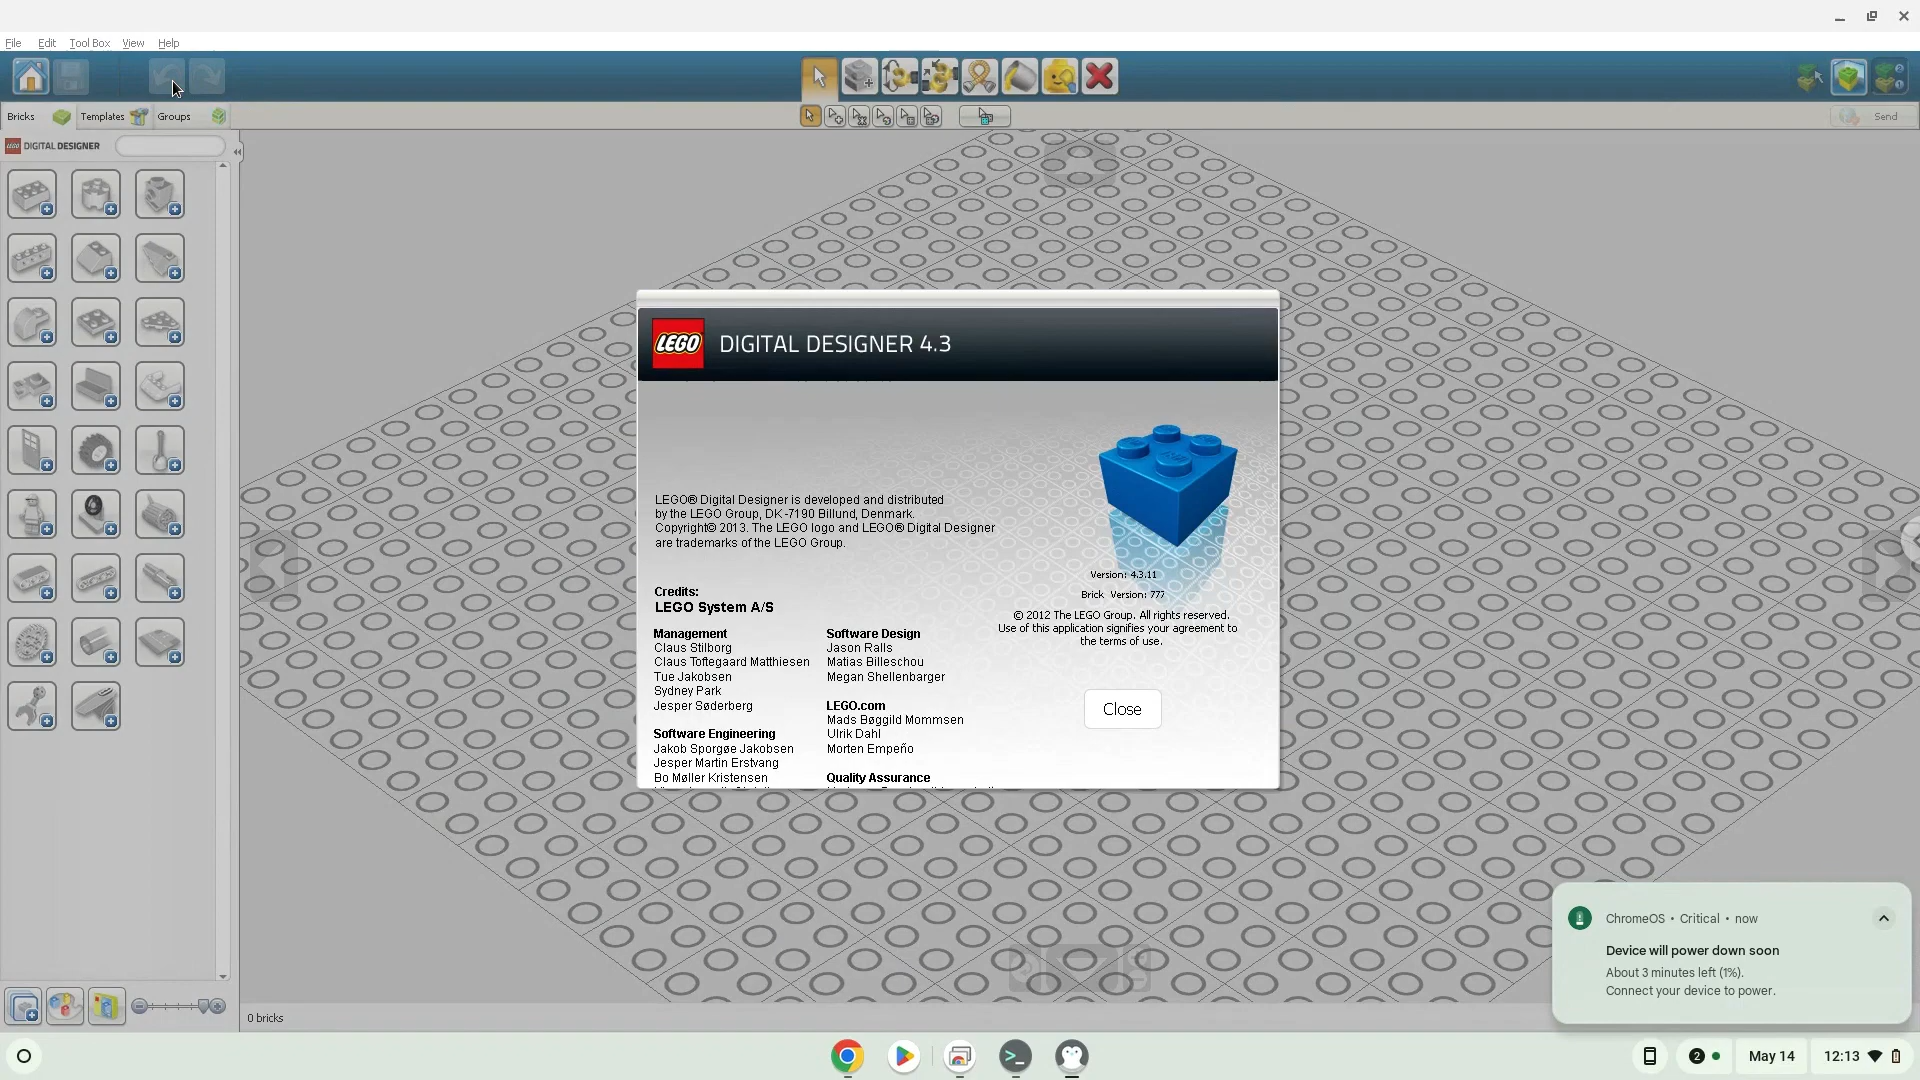 File Edit Tool Box View Help
Bricks Templates Groups
Send
LEGO DIGITAL DESIGNER
LEGO DIGITAL DESIGNER 4.3
LEGO® Digital Designer is developed and distributed
by the LEGO Group, DK-7190 Billund, Denmark.
Copyright© 2013. The LEGO logo and LEGO® Digital Designer
are trademarks of the LEGO Group.
Credits:
LEGO System A/S
Management
Claus Stilborg
Claus Toftegaard Matthiesen
Tue Jakobsen
Sydney Park
Jesper Søderberg
Software Engineering
Jakob Sporgøe Jakobsen
Jesper Martin Erstvang
Bo Møller Kristensen
Software Design
Jason Ralls
Matias Billeschou
Megan Shellenbarger
LEGO.com
Mads Bøggild Mommsen
Ulrik Dahl
Morten Empeño
Quality Assurance
Version: 4.3.11
Brick Version: 777
© 2012 The LEGO Group. All rights reserved.
Use of this application signifies your agreement to
the terms of use.
Close
ChromeOS • Critical • now
Device will power down soon
About 3 minutes left (1%).
Connect your device to power.
0 bricks
2 May 14 12:13